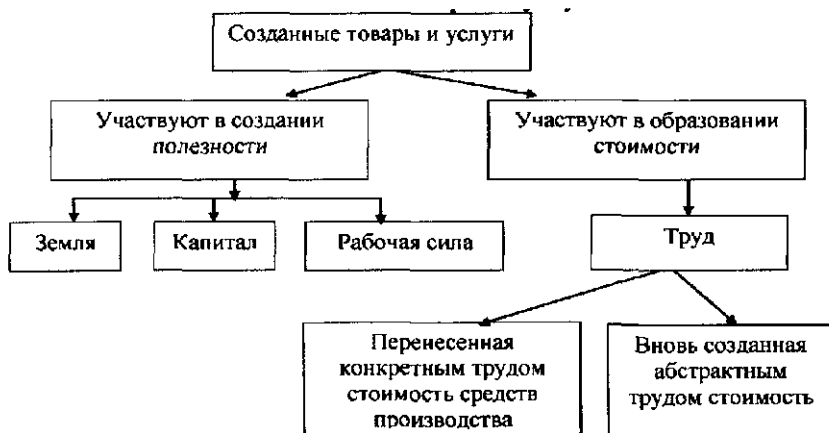 Созданные товары и услуги
Участвуют в создании
полезности
Участвуют в образовании
стоимости
Земля
Капитал
Рабочая сила
Труд
Перенесенная
конкретным трудом
стоимость средств
производства
Вновь созданная
абстрактным
трудом стоимость